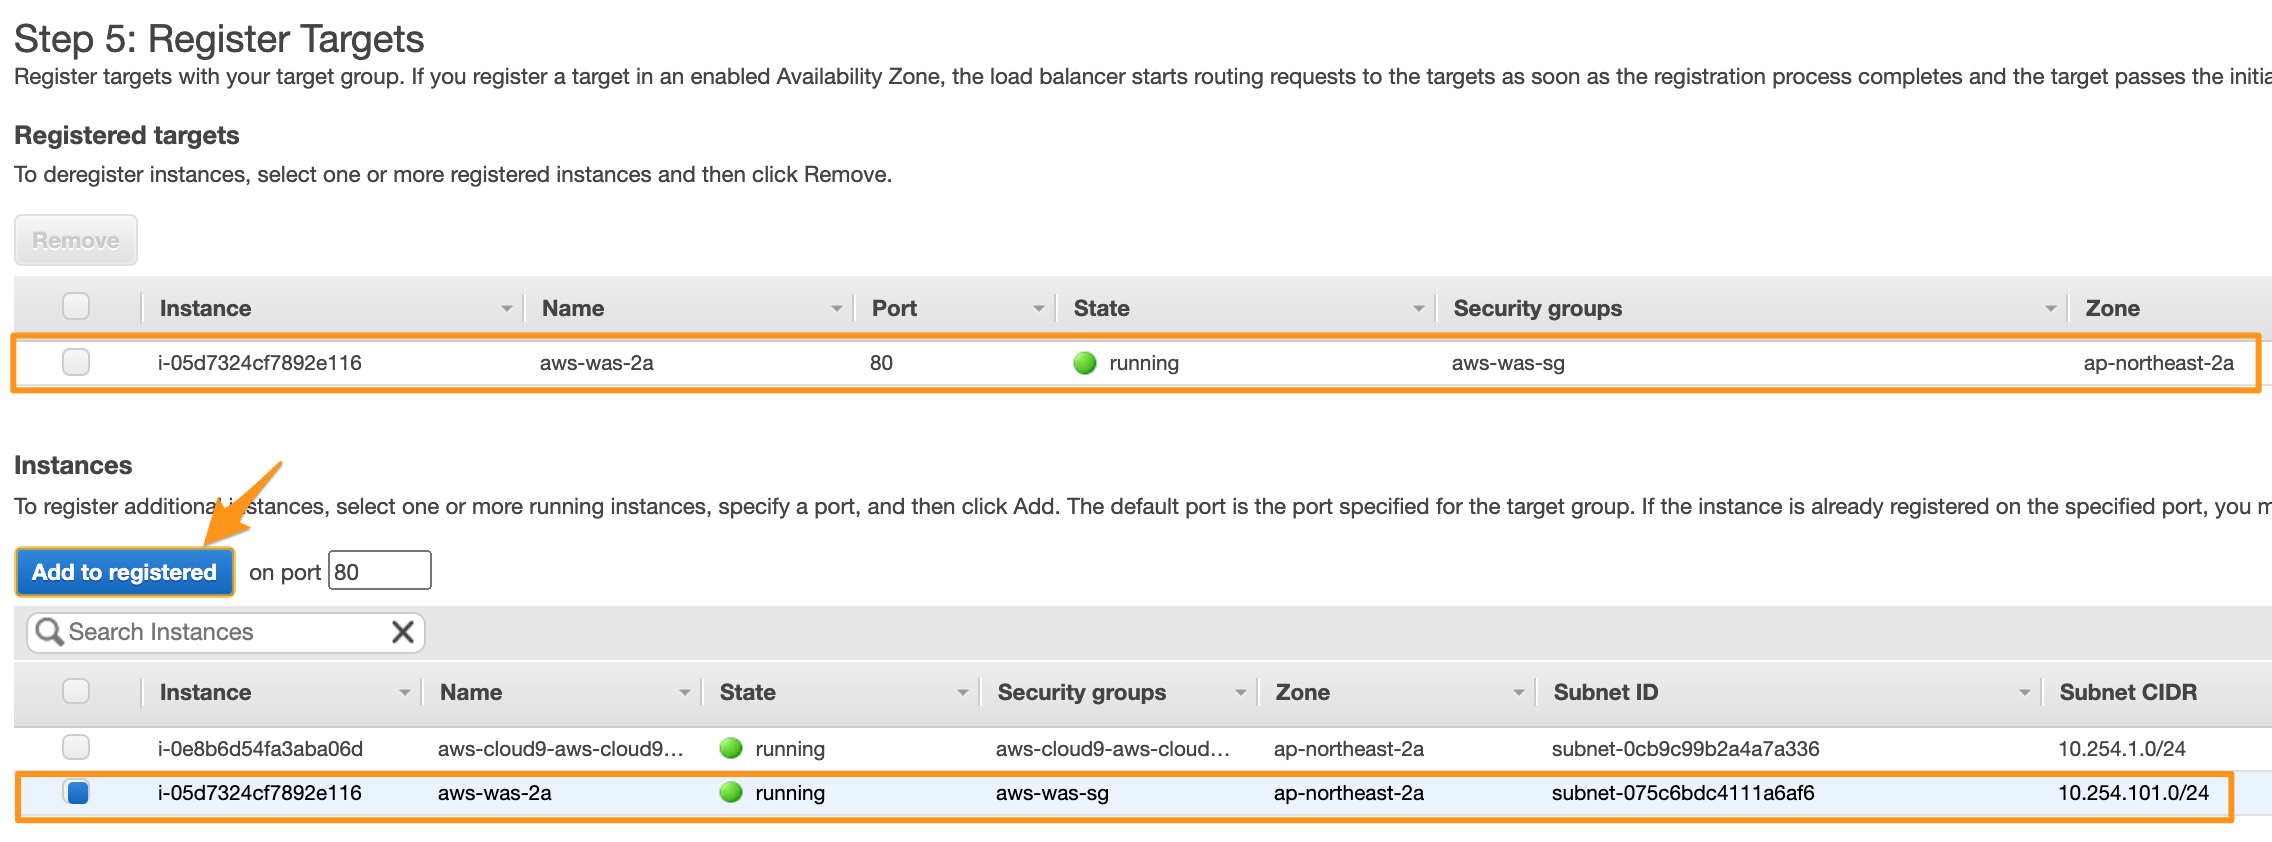 Step 5: Register Targets
Register targets with your target group. If you register a target in an enabled Availability Zone, the load balancer starts routing requests to the targets as soon as the registration process completes and the target passes the initia
Registered targets
To deregister instances, select one or more registered instances and then click Remove.
Remove
Instance Name Port State Security groups Zone
i-05d7324cf7892e116 aws-was-2a 80 running aws-was-sg ap-northeast-2a
Instances
To register additional instances, select one or more running instances, specify a port, and then click Add. The default port is the port specified for the target group. If the instance is already registered on the specified port, you m
Add to registered on port 80
Search Instances
Instance Name State Security groups Zone Subnet ID Subnet CIDR
i-0e8b6d54fa3aba06d aws-cloud9-aws-cloud9... running aws-cloud9-aws-cloud... ap-northeast-2a subnet-0cb9c99b2a4a7a336 10.254.1.0/24
i-05d7324cf7892e116 aws-was-2a running aws-was-sg ap-northeast-2a subnet-075c6bdc4111a6af6 10.254.101.0/24